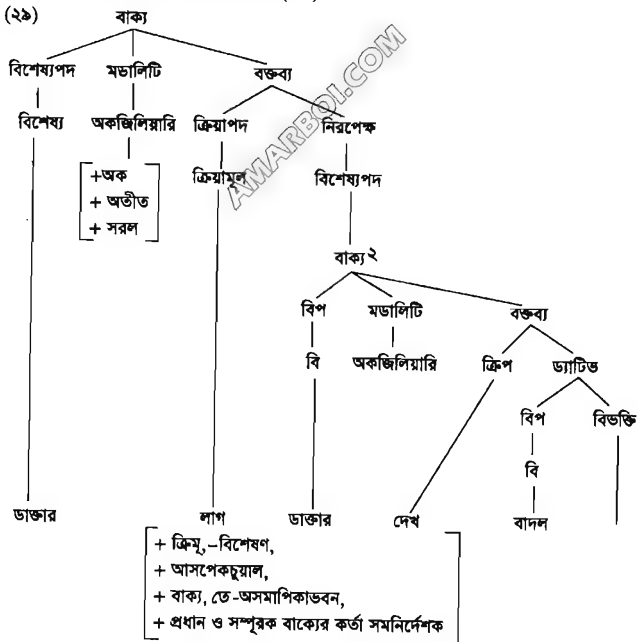 (২৯) বাক্য
বিশেষ্যপদ মডালিটি বক্তব্য
বিশেষ্য অকজিলিয়ারি ক্রিয়াপদ নিরপেক্ষ
+অক ক্রিয়ামূল বিশেষ্যপদ
+ অতীত
+ সরল
বাক্য২
বিপ মডালিটি বক্তব্য
বি অকজিলিয়ারি ক্রিপ ড্যাটিভ
বিপ বিভক্তি
বি
ডাক্তার লাগ ডাক্তার দেখ বাদল
+ ক্রিমূ,–বিশেষণ,
+ আসপেকচুয়াল,
+ বাক্য, তে-অসমাপিকাভবন,
+ প্রধান ও সম্পূরক বাক্যের কর্তা সমনির্দেশক
AMARBOI.COM